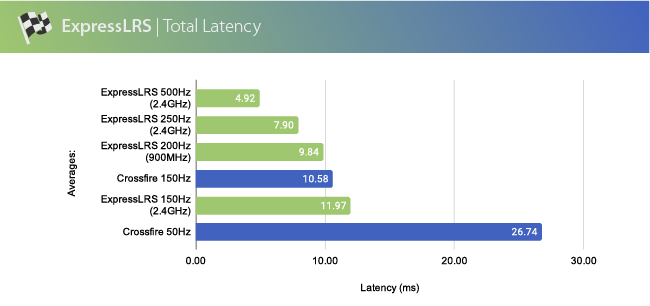 ExpressLRS | Total Latency
ExpressLRS 500Hz
(2.4GHz)
4.92
ExpressLRS 250Hz
(2.4GHz)
7.90
ExpressLRS 200Hz
(900MHz)
9.84
Crossfire 150Hz
10.58
ExpressLRS 150Hz
(2.4GHz)
11.97
Crossfire 50Hz
26.74
Averages:
0.00 10.00 20.00 30.00
Latency (ms)